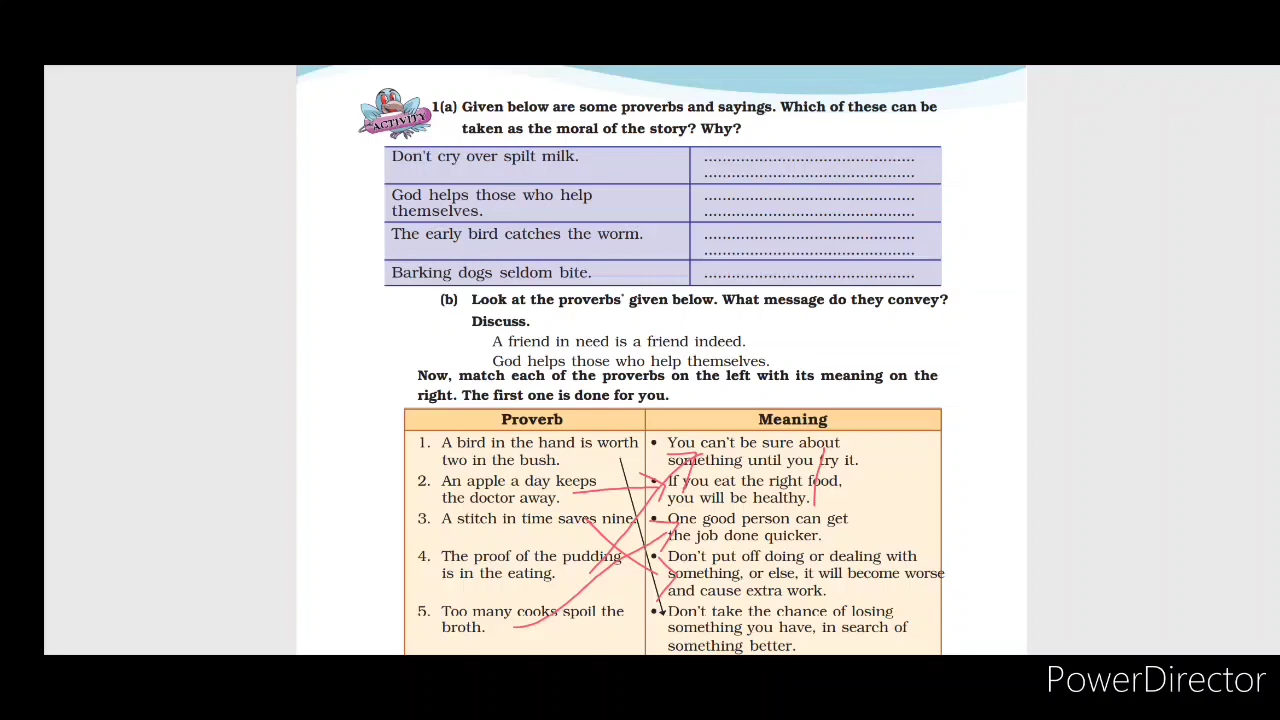 ACTIVITY
1(a) Given below are some proverbs and sayings. Which of these can be
taken as the moral of the story? Why?
Don't cry over spilt milk. ..............................................
..............................................
God helps those who help ..............................................
themselves. ..............................................
The early bird catches the worm. ..............................................
..............................................
Barking dogs seldom bite. ..............................................
(b) Look at the proverbs* given below. What message do they convey?
Discuss.
A friend in need is a friend indeed.
God helps those who help themselves.
Now, match each of the proverbs on the left with its meaning on the
right. The first one is done for you.
Proverb
Meaning
1. A bird in the hand is worth
two in the bush.
2. An apple a day keeps
the doctor away.
3. A stitch in time saves nine.
4. The proof of the pudding
is in the eating.
5. Too many cooks spoil the
broth.
• You can't be sure about
something until you try it.
• If you eat the right food,
you will be healthy.
• One good person can get
the job done quicker.
• Don't put off doing or dealing with
something, or else, it will become worse
and cause extra work.
• Don't take the chance of losing
something you have, in search of
something better.
PowerDirector